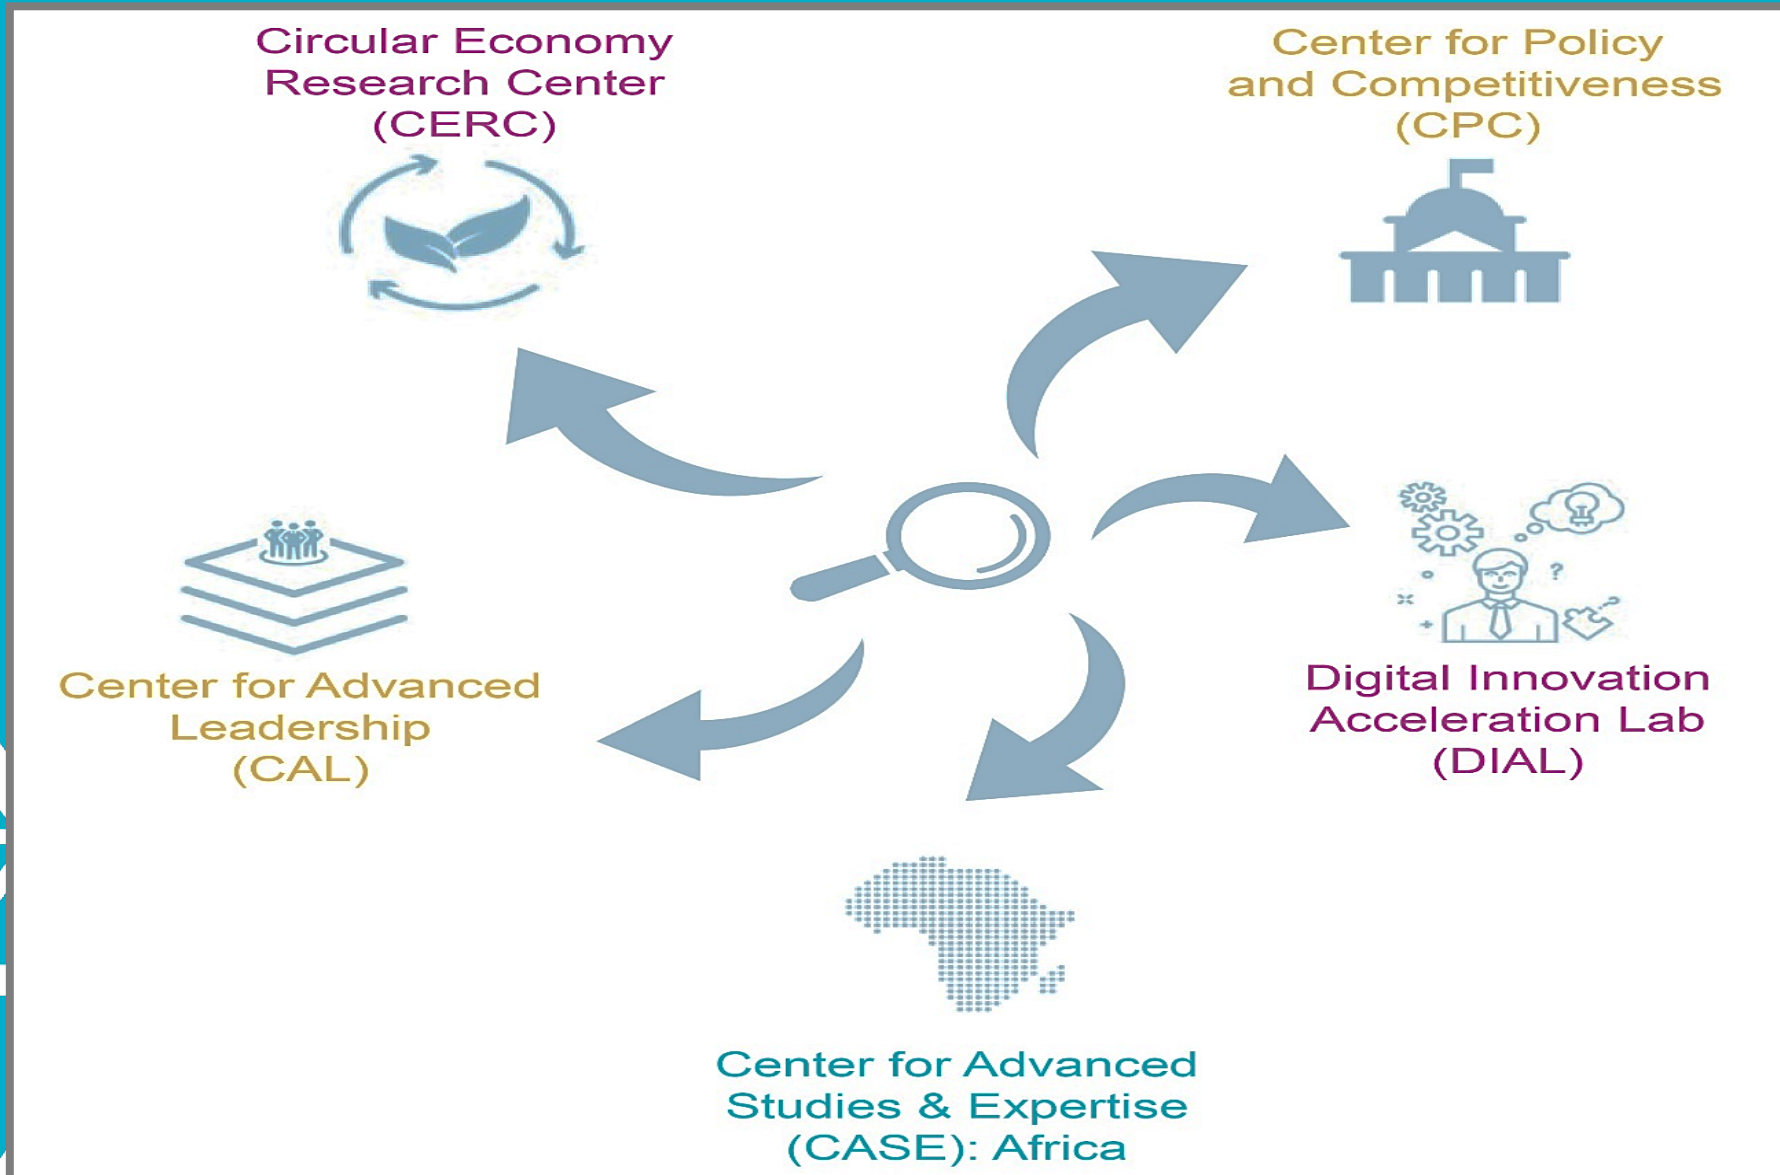 Circular Economy
Research Center
(CERC)
Center for Policy
and Competitiveness
(CPC)
Center for Advanced
Leadership
(CAL)
Digital Innovation
Acceleration Lab
(DIAL)
Center for Advanced
Studies & Expertise
(CASE): Africa